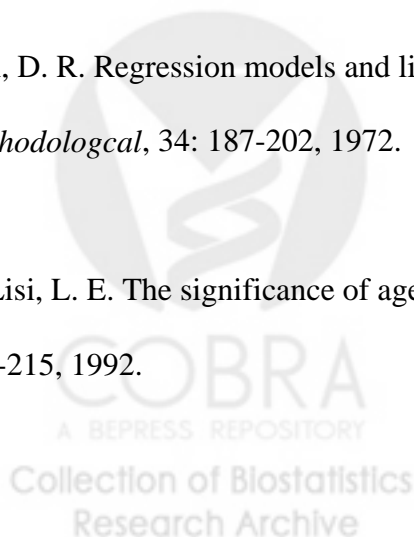 , D. R. Regression models and li
hodologcal, 34: 187-202, 1972.
isi, L. E. The significance of age
-215, 1992.
COBRA
A BEPRESS REPOSITORY
Collection of Biostatistics
Research Archive